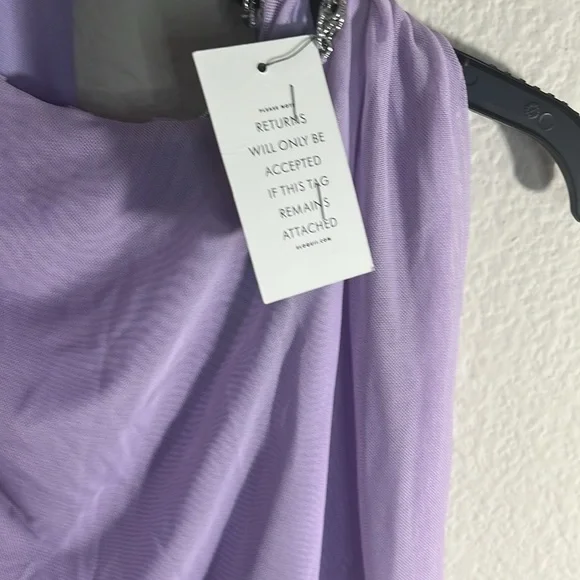 PLEASE NOTE
RETURNS
WILL ONLY BE
ACCEPTED
IF THIS TAG
REMAINS
ATTACHED
ELOQUII.COM